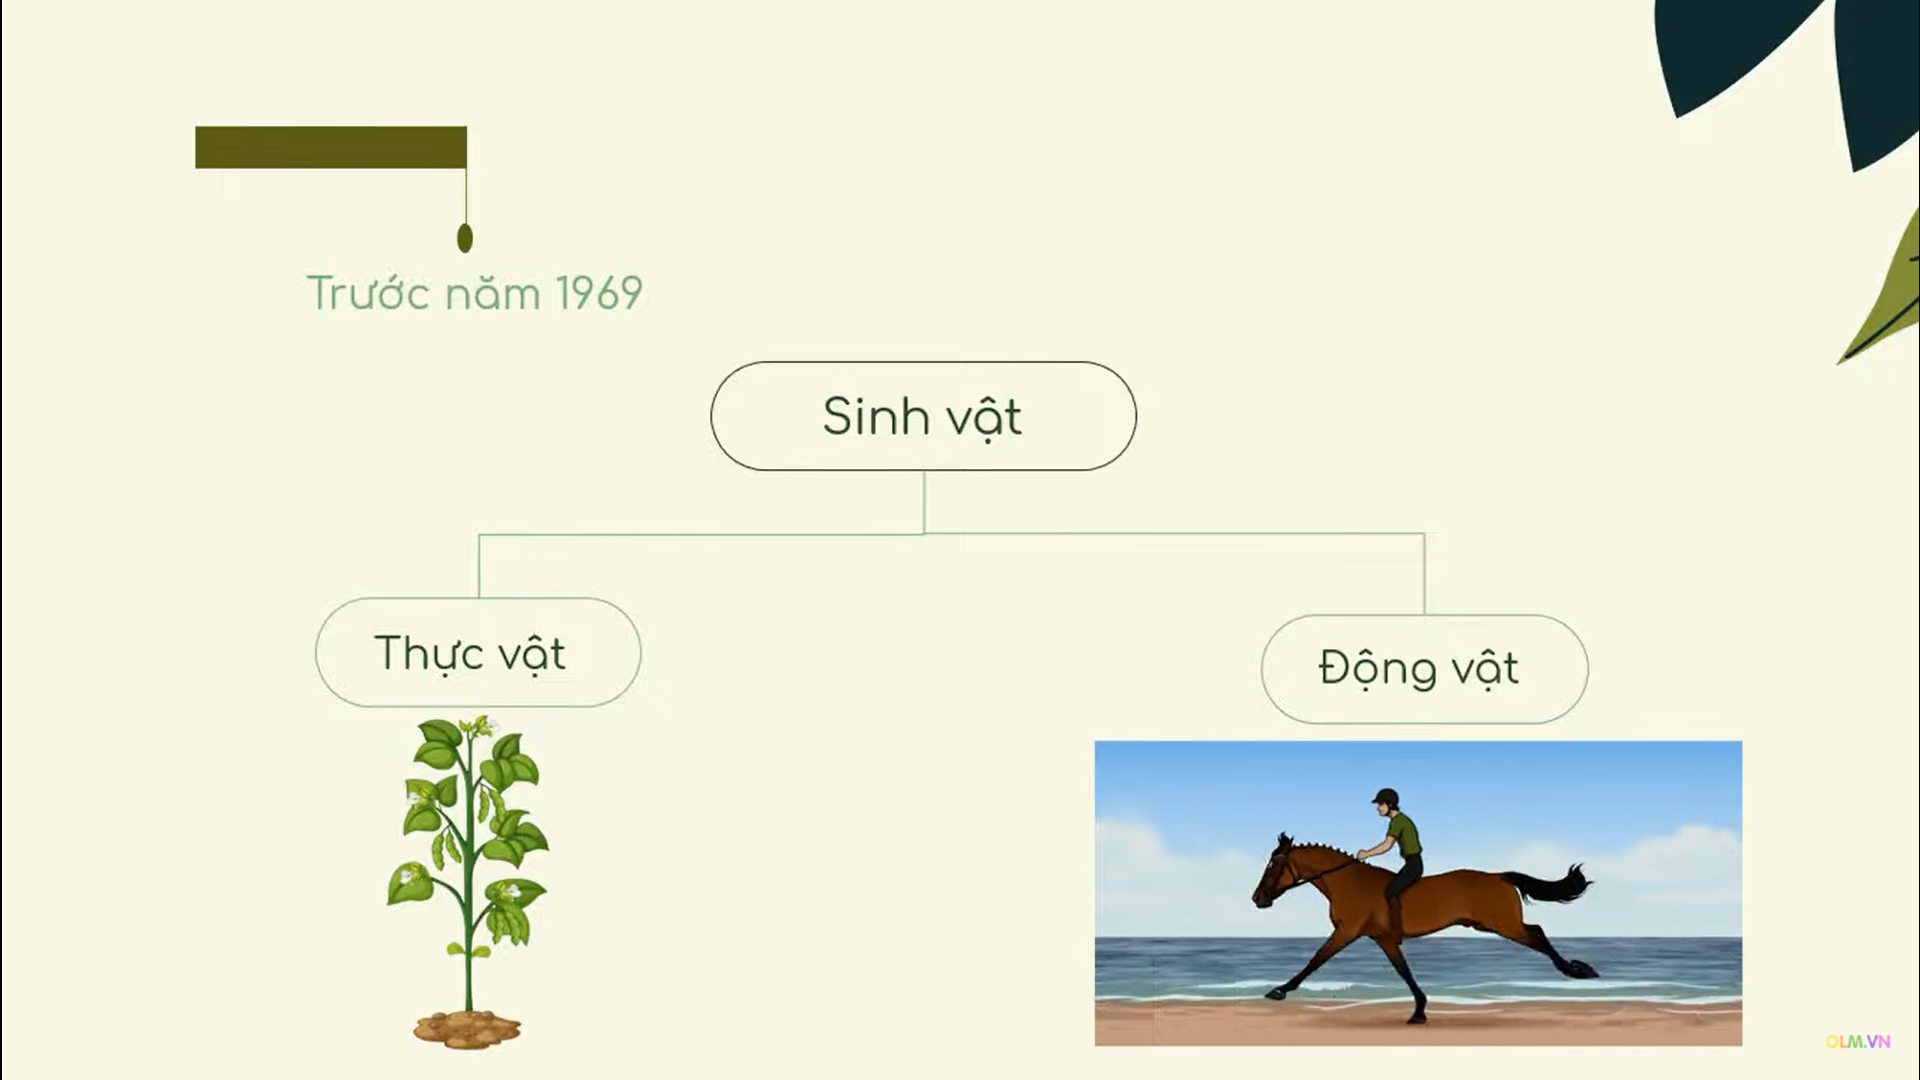 Trước năm 1969
Sinh vật
Thực vật
Động vật
OLM.VN